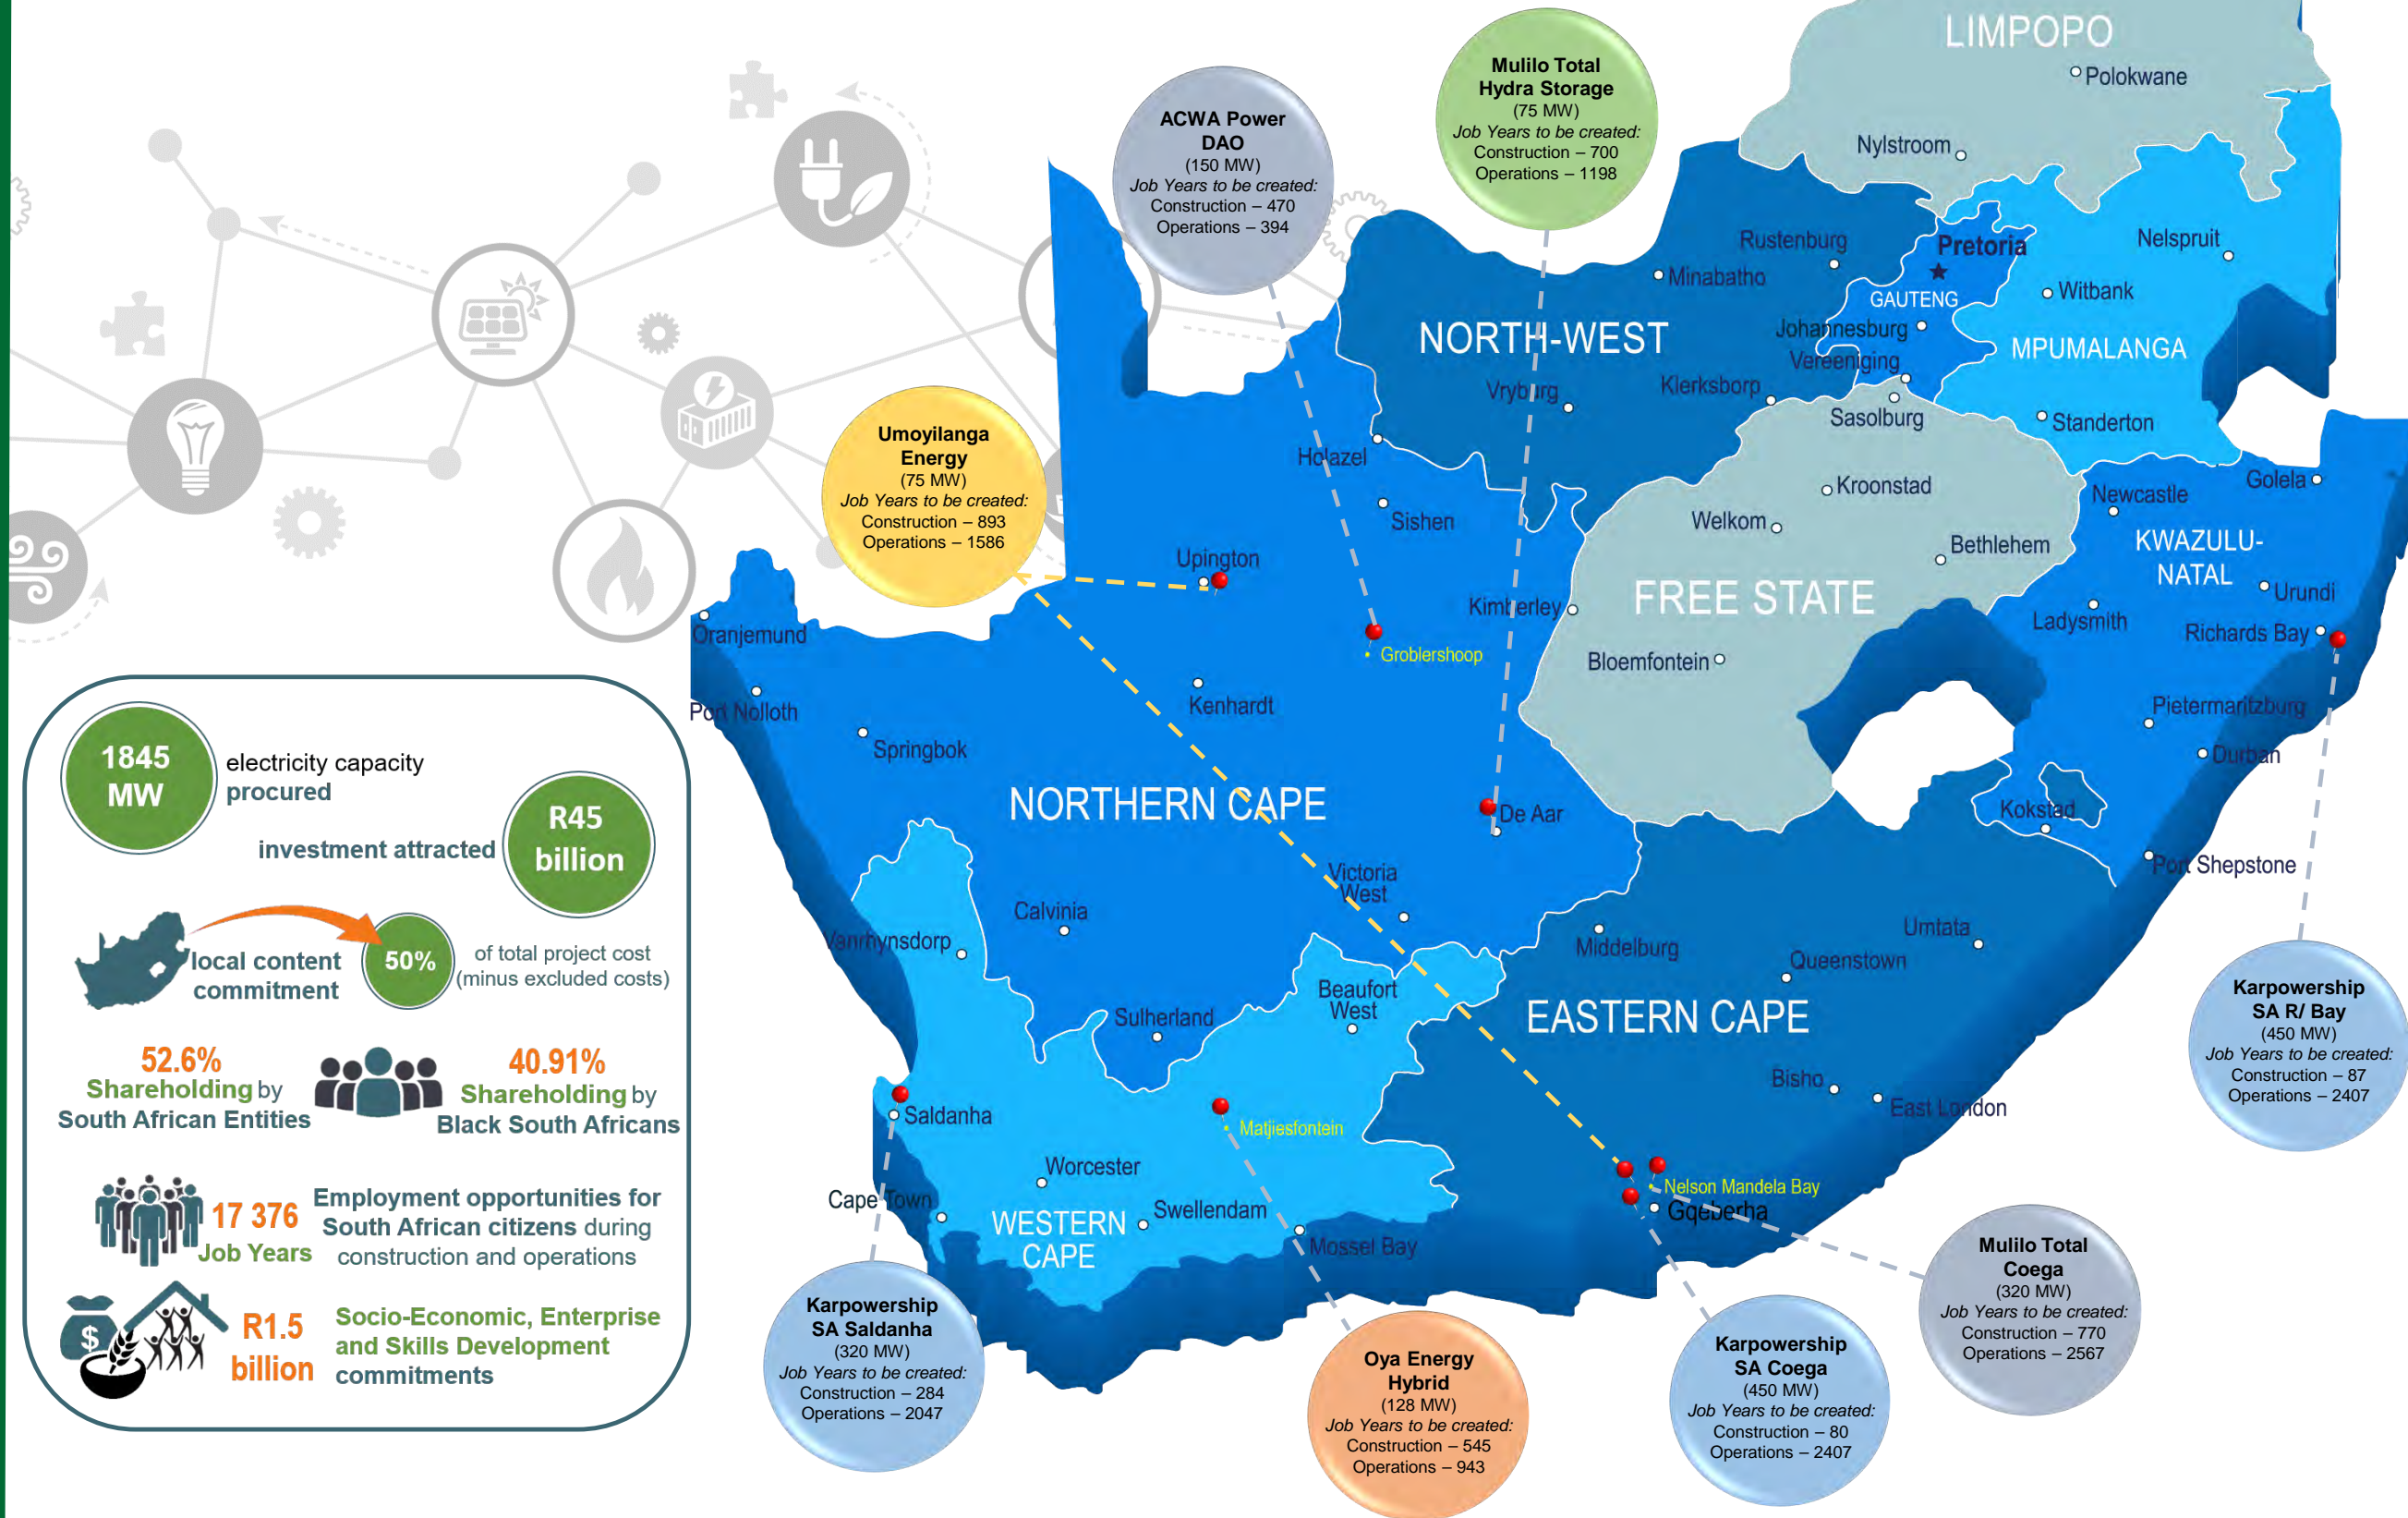 1845
MW
electricity capacity
procured
investment attracted
R45
billion
local content
commitment
50%
of total project cost
(minus excluded costs)
52.6%
Shareholding by
South African Entities
40.91%
Shareholding by
Black South Africans
17 376
Job Years
Employment opportunities for
South African citizens during
construction and operations
R1.5
billion
Socio-Economic, Enterprise
and Skills Development
commitments
$
Umoyilanga
Energy
(75 MW)
Job Years to be created:
Construction – 893
Operations – 1586
ACWA Power
DAO
(150 MW)
Job Years to be created:
Construction – 470
Operations – 394
Mulilo Total
Hydra Storage
(75 MW)
Job Years to be created:
Construction – 700
Operations – 1198
Karpowership
SA R/ Bay
(450 MW)
Job Years to be created:
Construction – 87
Operations – 2407
Mulilo Total
Coega
(320 MW)
Job Years to be created:
Construction – 770
Operations – 2567
Karpowership
SA Coega
(450 MW)
Job Years to be created:
Construction – 80
Operations – 2407
Oya Energy
Hybrid
(128 MW)
Job Years to be created:
Construction – 545
Operations – 943
Karpowership
SA Saldanha
(320 MW)
Job Years to be created:
Construction – 284
Operations – 2047
LIMPOPO
Polokwane
Nylstroom
Rustenburg
Pretoria
Nelspruit
Minabatho
Witbank
GAUTENG
Johannesburg
NORTH-WEST
MPUMALANGA
Vereeniging
Vryburg
Klerksborp
Sasolburg
Standerton
Holazel
Sishen
Kroonstad
Welkom
Bethlehem
Newcastle
Golela
KWAZULU-
NATAL
Upington
FREE STATE
Urundi
Kimberley
Ladysmith
Richards Bay
Oranjemund
Groblershoop
Bloemfontein
Port Nolloth
Kenhardt
Pietermaritzburg
Springbok
Durban
NORTHERN CAPE
De Aar
Kokstad
Port Shepstone
Victoria
West
Calvinia
Vanrhynsdorp
Middelburg
Umtata
Queenstown
Beaufort
West
Sulherland
EASTERN CAPE
Bisho
East London
Saldanha
Matjiesfontein
Worcester
Nelson Mandela Bay
Gqeberha
Cape Town
Swellendam
WESTERN
CAPE
Mossel Bay